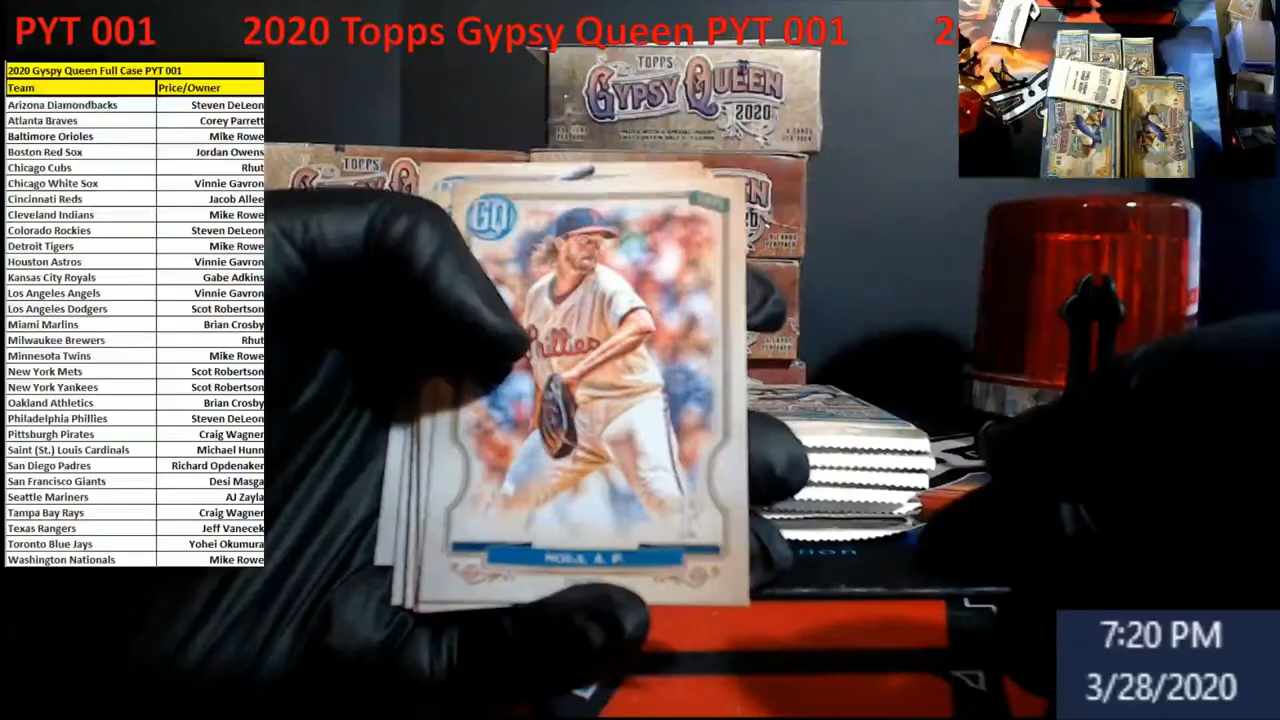 PYT 001 2020 Topps Gypsy Queen PYT 001 2
2020 Gyspy Queen Full Case PYT 001
Team Price/Owner
Arizona Diamondbacks Steven DeLeon
Atlanta Braves Corey Parrett
Baltimore Orioles Mike Rowe
Boston Red Sox Jordan Owens
Chicago Cubs Rhut
Chicago White Sox Vinnie Gavron
Cincinnati Reds Jacob Allee
Cleveland Indians Mike Rowe
Colorado Rockies Steven DeLeon
Detroit Tigers Mike Rowe
Houston Astros Vinnie Gavron
Kansas City Royals Gabe Adkins
Los Angeles Angels Vinnie Gavron
Los Angeles Dodgers Scot Robertson
Miami Marlins Brian Crosby
Milwaukee Brewers Rhut
Minnesota Twins Mike Rowe
New York Mets Scot Robertson
New York Yankees Scot Robertson
Oakland Athletics Brian Crosby
Philadelphia Phillies Steven DeLeon
Pittsburgh Pirates Craig Wagner
Saint (St.) Louis Cardinals Michael Hunn
San Diego Padres Richard Opdenaker
San Francisco Giants Desi Masga
Seattle Mariners AJ Zayla
Tampa Bay Rays Craig Wagner
Texas Rangers Jeff Vanecek
Toronto Blue Jays Yohei Okumura
Washington Nationals Mike Rowe
TOPPS
GYPSY QUEEN
2020
TOPPS
GQ
Phillies
NOLA, A. P.
7:20 PM
3/28/2020